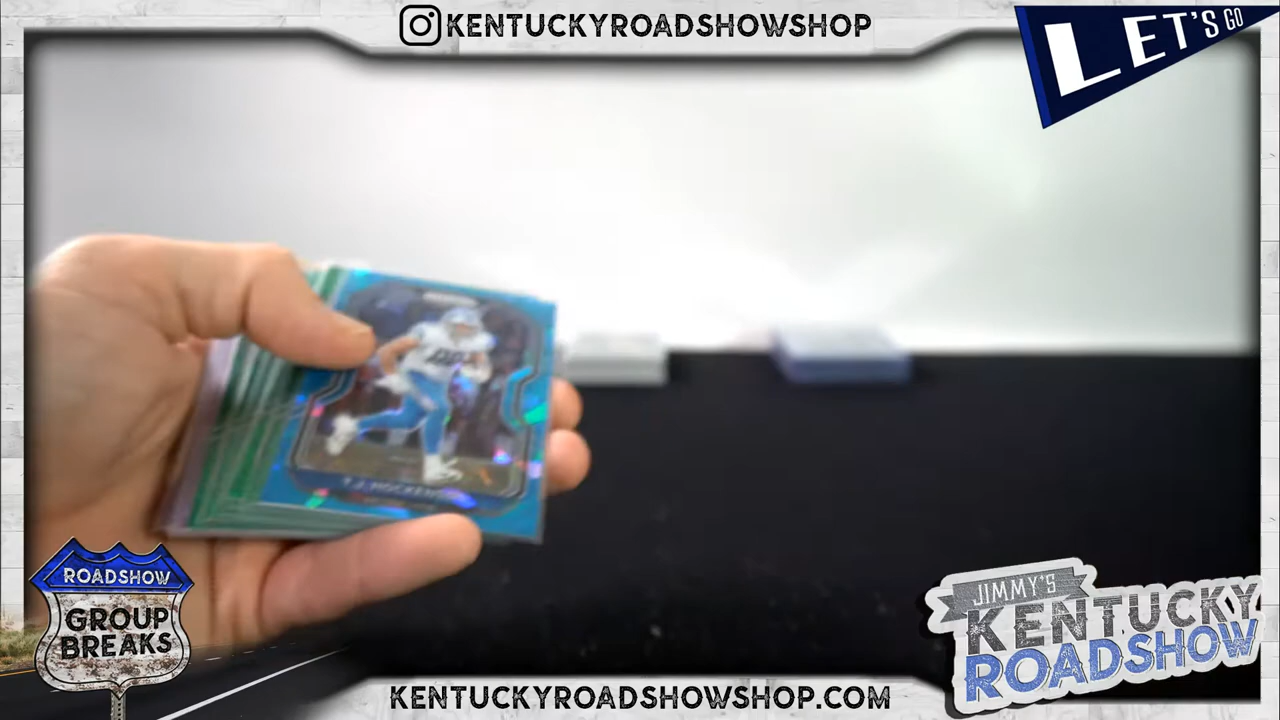 KENTUCKYROADSHOWSHOP
LET'S GO
ROADSHOW
GROUP
BREAKS
JIMMY'S
KENTUCKY
ROADSHOW
KENTUCKYROADSHOWSHOP.COM